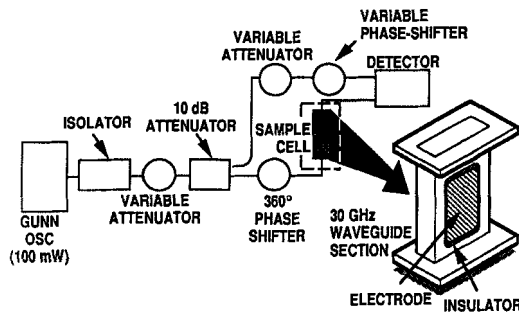 VARIABLE
PHASE-SHIFTER
VARIABLE
ATTENUATOR
DETECTOR
10 dB
ATTENUATOR
ISOLATOR
SAMPLE
CELL
VARIABLE
ATTENUATOR
GUNN
OSC
(100 mW)
360°
PHASE
SHIFTER
30 GHz
WAVEGUIDE
SECTION
ELECTRODE
INSULATOR